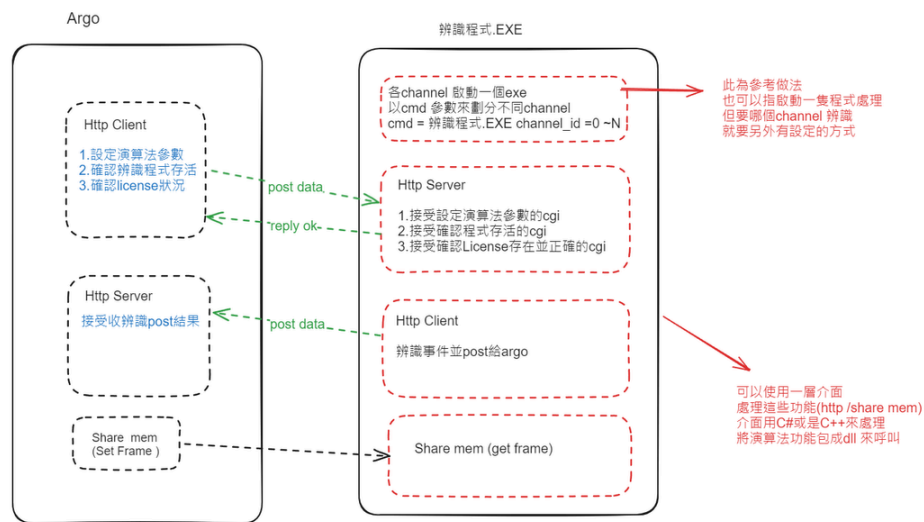 Argo
Http Client
1.設定演算法參數
2.確認辨識程式存活
3.確認license狀況
Http Server
接受收辨識post結果
Share mem
(Set Frame )
post data
reply ok
post data
辨識程式.EXE
各channel 啟動一個exe
以cmd 參數來劃分不同channel
cmd = 辨識程式.EXE channel_id =0 ~N
Http Server
1.接受設定演算法參數的cgi
2.接受確認程式存活的cgi
3.接受確認License存在並正確的cgi
Http Client
辨識事件並post給argo
Share mem (get frame)
此為參考做法
也可以指啟動一隻程式處理
但要哪個channel 辨識
就要另外有設定的方式
可以使用一層介面
處理這些功能(http /share mem)
介面用C#或是C++來處理
將演算法功能包成dll 來呼叫